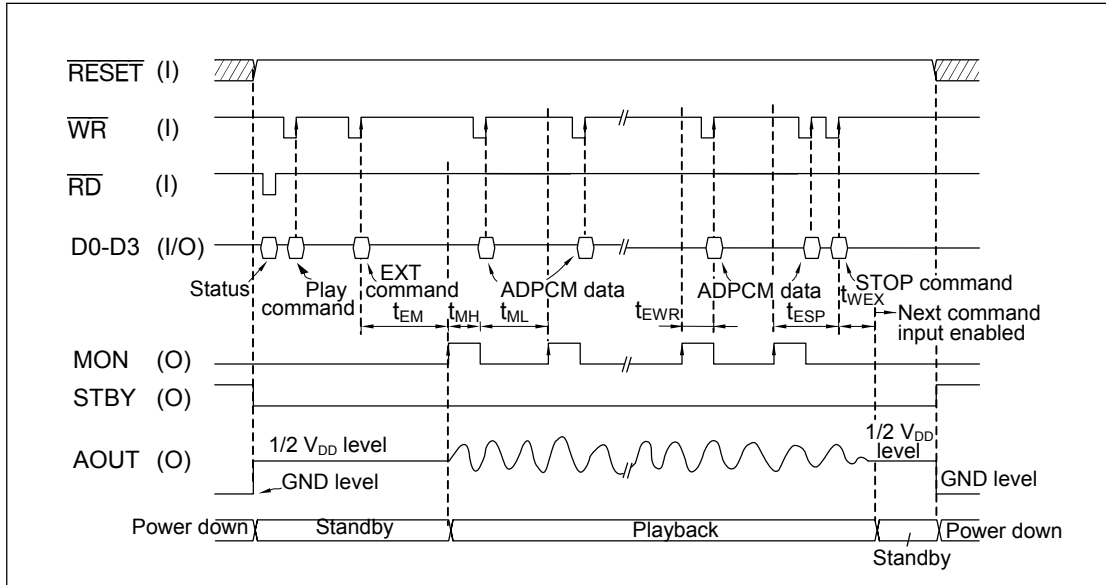 RESET (I)
WR (I)
RD (I)
D0-D3 (I/O)
Status
Play
command
EXT
command
ADPCM data
ADPCM data
STOP command
tEM
tMH
tML
tEWR
tESP
tWEX
Next command
input enabled
MON (O)
STBY (O)
AOUT (O)
1/2 VDD level
GND level
1/2 VDD
level
GND level
Power down
Standby
Playback
Standby
Power down